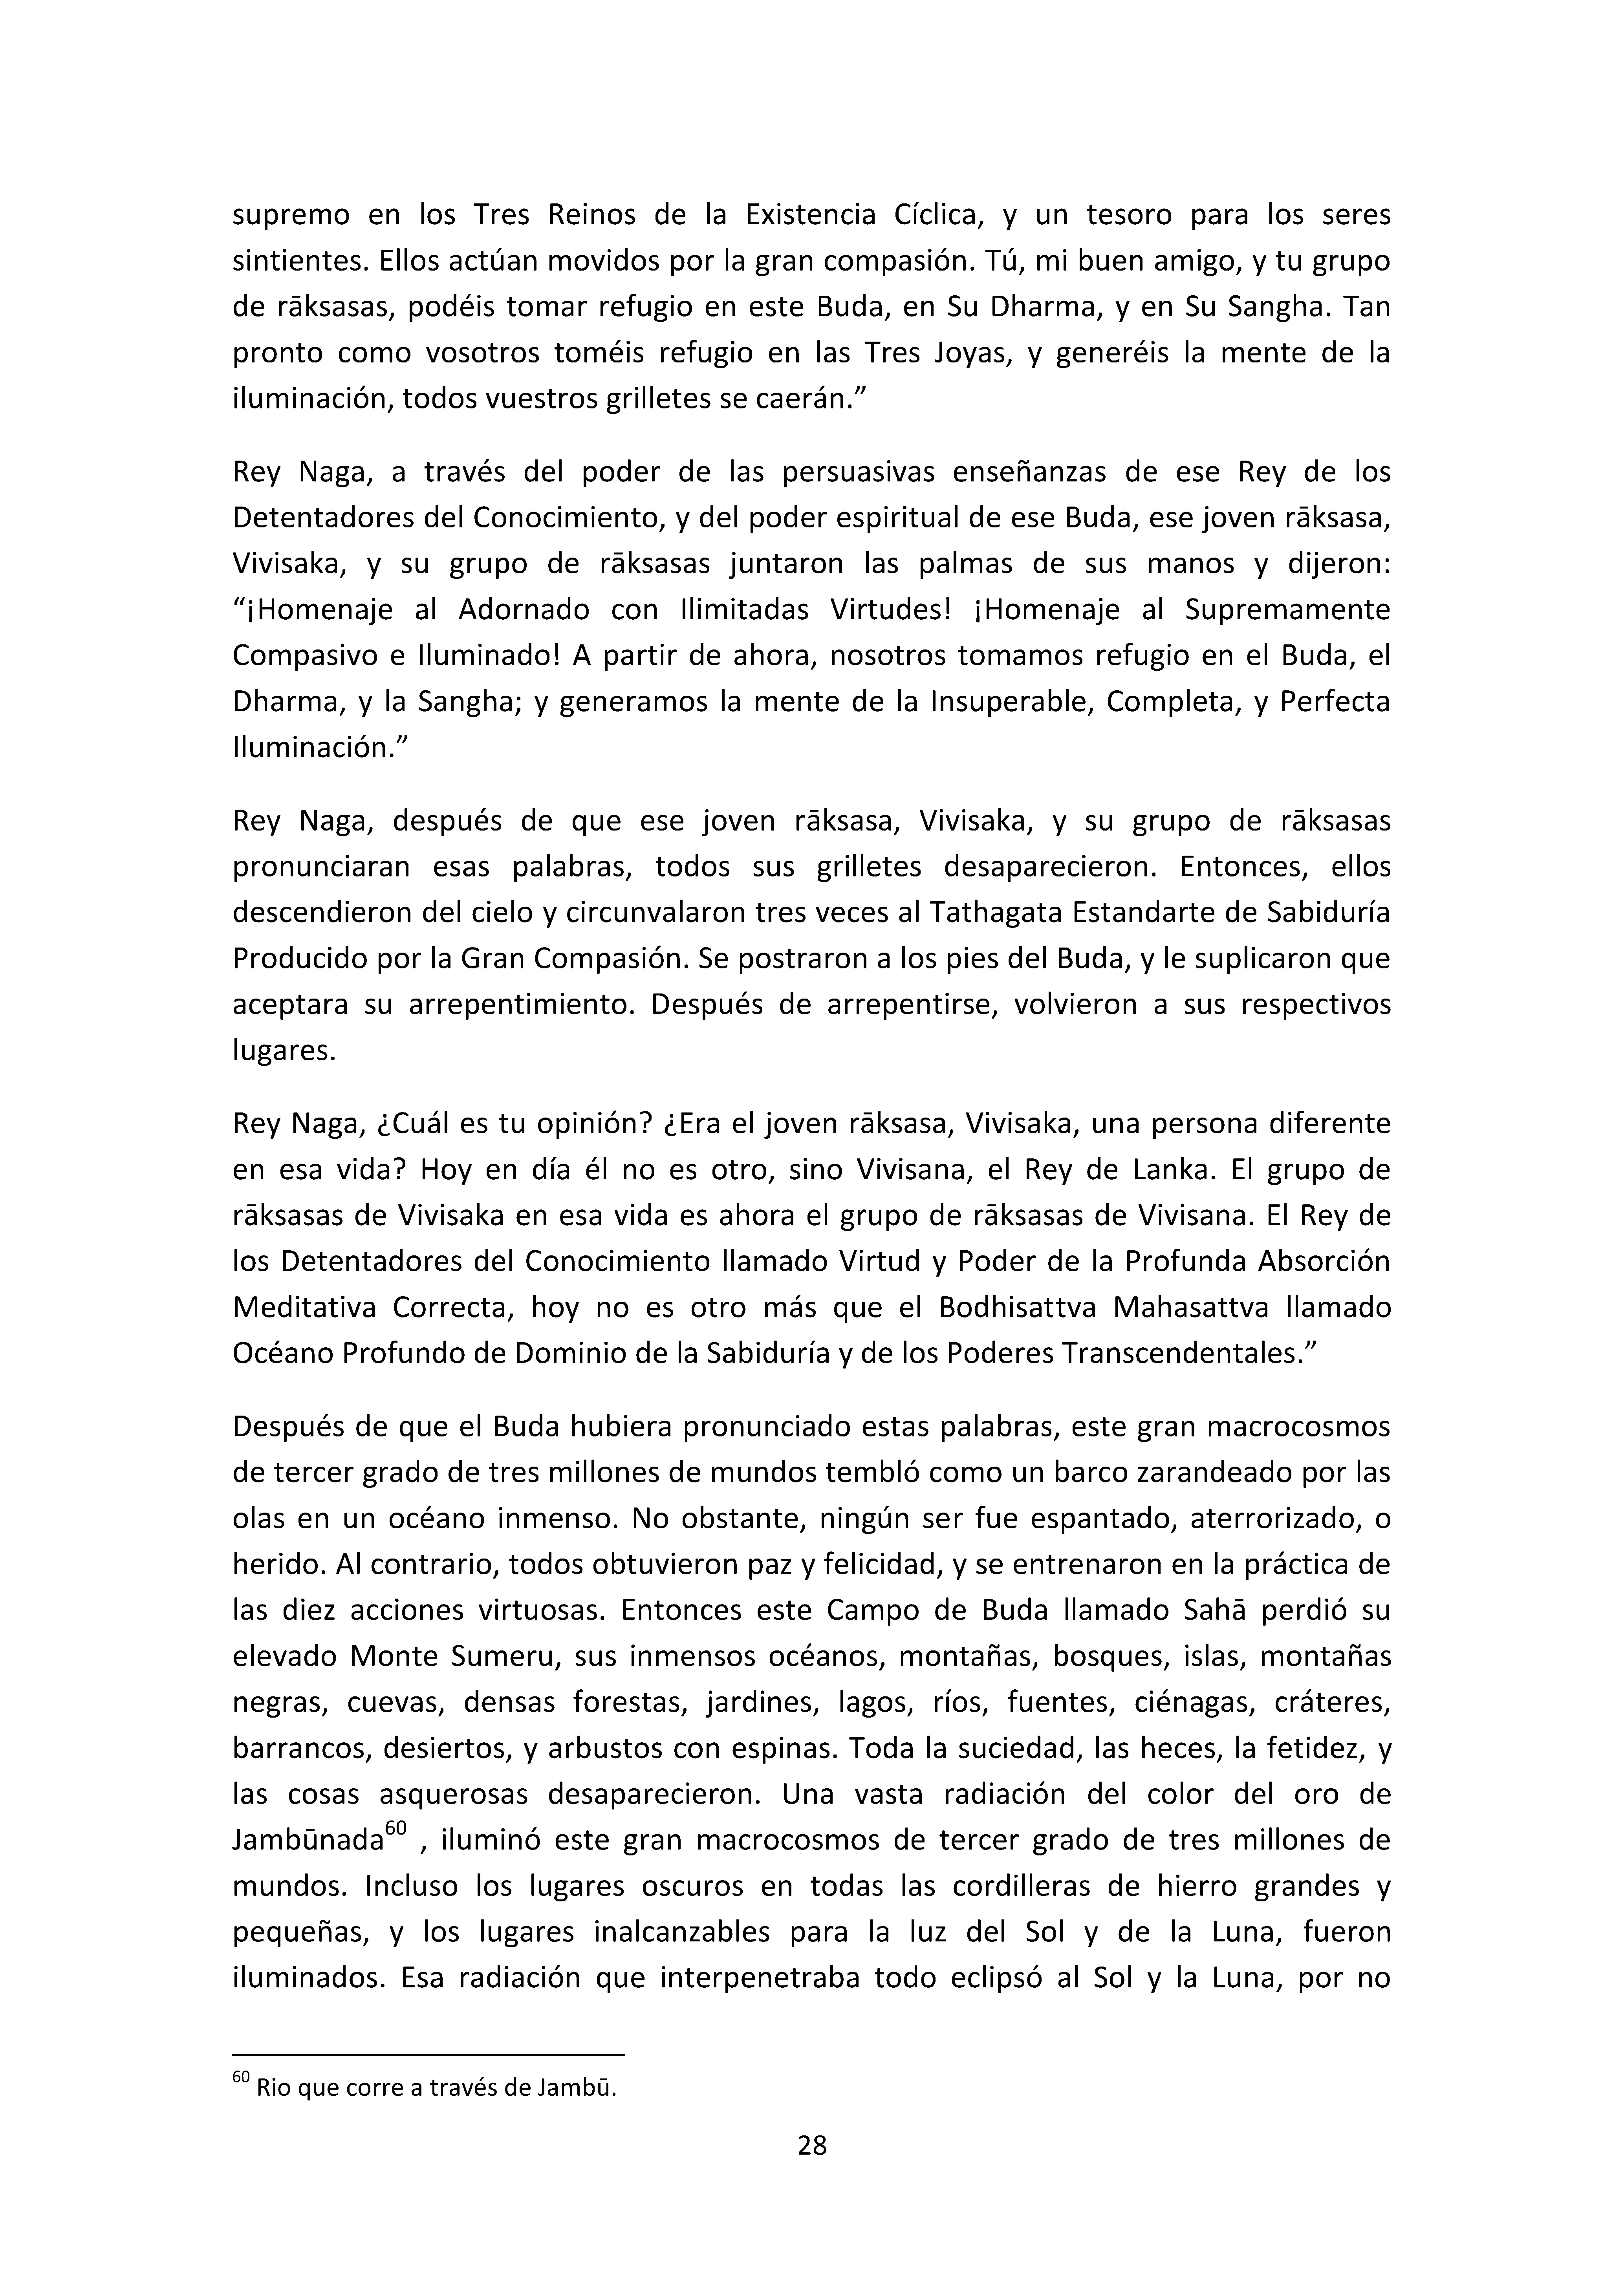 supremo en los Tres Reinos de la Existencia Cíclica, y un tesoro para los seres
sintientes. Ellos actúan movidos por la gran compasión. Tú, mi buen amigo, y tu grupo
de rāksasas, podéis tomar refugio en este Buda, en Su Dharma, y en Su Sangha. Tan
pronto como vosotros toméis refugio en las Tres Joyas, y generéis la mente de la
iluminación, todos vuestros grilletes se caerán.”
Rey Naga, a través del poder de las persuasivas enseñanzas de ese Rey de los
Detentadores del Conocimiento, y del poder espiritual de ese Buda, ese joven rāksasa,
Vivisaka, y su grupo de rāksasas juntaron las palmas de sus manos y dijeron:
“¡Homenaje al Adornado con Ilimitadas Virtudes! ¡Homenaje al Supremamente
Compasivo e Iluminado! A partir de ahora, nosotros tomamos refugio en el Buda, el
Dharma, y la Sangha; y generamos la mente de la Insuperable, Completa, y Perfecta
Iluminación.”
Rey Naga, después de que ese joven rāksasa, Vivisaka, y su grupo de rāksasas
pronunciaran esas palabras, todos sus grilletes desaparecieron. Entonces, ellos
descendieron del cielo y circunvalaron tres veces al Tathagata Estandarte de Sabiduría
Producido por la Gran Compasión. Se postraron a los pies del Buda, y le suplicaron que
aceptara su arrepentimiento. Después de arrepentirse, volvieron a sus respectivos
lugares.
Rey Naga, ¿Cuál es tu opinión? ¿Era el joven rāksasa, Vivisaka, una persona diferente
en esa vida? Hoy en día él no es otro, sino Vivisana, el Rey de Lanka. El grupo de
rāksasas de Vivisaka en esa vida es ahora el grupo de rāksasas de Vivisana. El Rey de
los Detentadores del Conocimiento llamado Virtud y Poder de la Profunda Absorción
Meditativa Correcta, hoy no es otro más que el Bodhisattva Mahasattva llamado
Océano Profundo de Dominio de la Sabiduría y de los Poderes Transcendentales.”
Después de que el Buda hubiera pronunciado estas palabras, este gran macrocosmos
de tercer grado de tres millones de mundos tembló como un barco zarandeado por las
olas en un océano inmenso. No obstante, ningún ser fue espantado, aterrorizado, o
herido. Al contrario, todos obtuvieron paz y felicidad, y se entrenaron en la práctica de
las diez acciones virtuosas. Entonces este Campo de Buda llamado Sahā perdió su
elevado Monte Sumeru, sus inmensos océanos, montañas, bosques, islas, montañas
negras, cuevas, densas forestas, jardines, lagos, ríos, fuentes, ciénagas, cráteres,
barrancos, desiertos, y arbustos con espinas. Toda la suciedad, las heces, la fetidez, y
las cosas asquerosas desaparecieron. Una vasta radiación del color del oro de
Jambūnada60 , iluminó este gran macrocosmos de tercer grado de tres millones de
mundos. Incluso los lugares oscuros en todas las cordilleras de hierro grandes y
pequeñas, y los lugares inalcanzables para la luz del Sol y de la Luna, fueron
iluminados. Esa radiación que interpenetraba todo eclipsó al Sol y la Luna, por no
60 Rio que corre a través de Jambū.
28